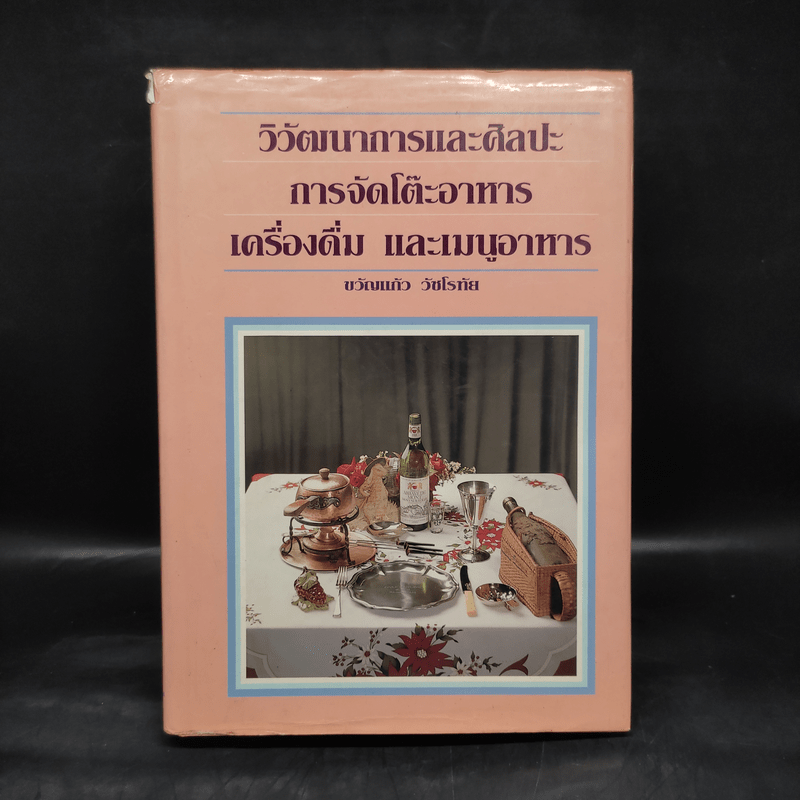 วิวัฒนาการและศิลปะ
การจัดโต๊ะอาหาร
เครื่องดื่ม และเมนูอาหาร
ขวัญแก้ว วัชโรทัย